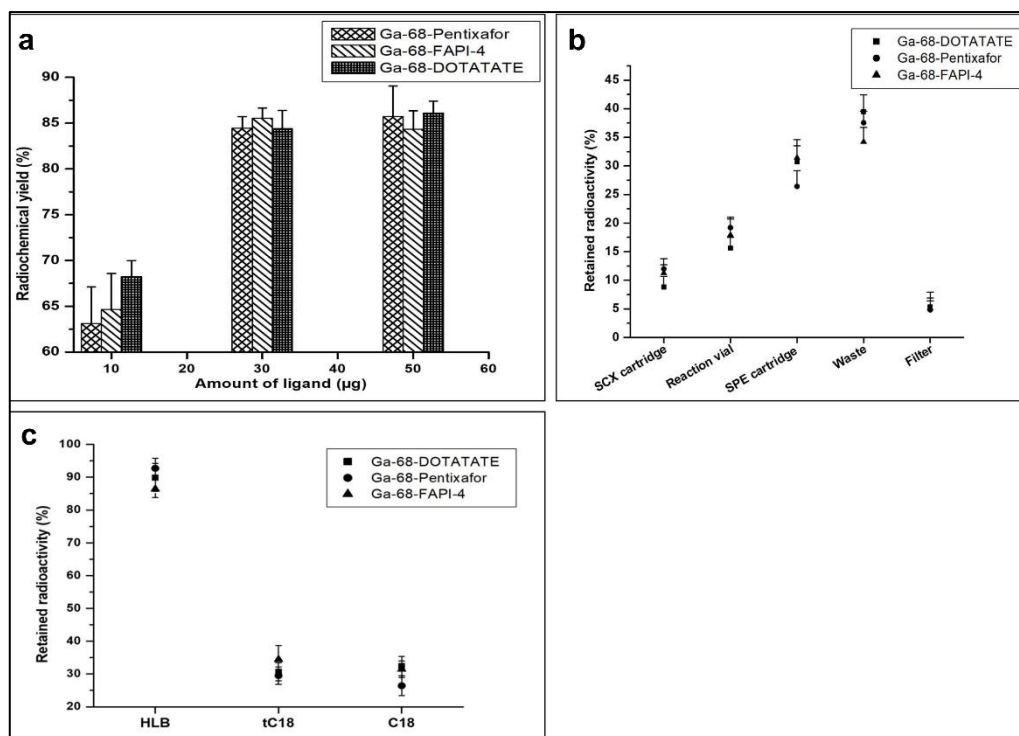 a
Ga-68-Pentixafor
Ga-68-FAPI-4
Ga-68-DOTATATE
Radiochemical yield (%)
90
85
80
75
70
65
60
10 20 30 40 50 60
Amount of ligand (µg)
b
Ga-68-DOTATATE
Ga-68-Pentixafor
Ga-68-FAPI-4
Retained radioactivity (%)
45
40
35
30
25
20
15
10
5
0
SCX cartridge Reaction vial SPE cartridge Waste Filter
c
Ga-68-DOTATATE
Ga-68-Pentixafor
Ga-68-FAPI-4
Retained radioactivity (%)
100
90
80
70
60
50
40
30
20
HLB tC18 C18